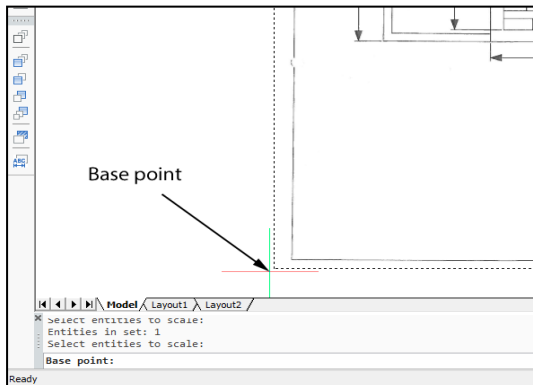 ABC
Base point
Model
Layout1
Layout2
Select entities to scale:
Entities in set: 1
Select entities to scale:
Base point:
Ready